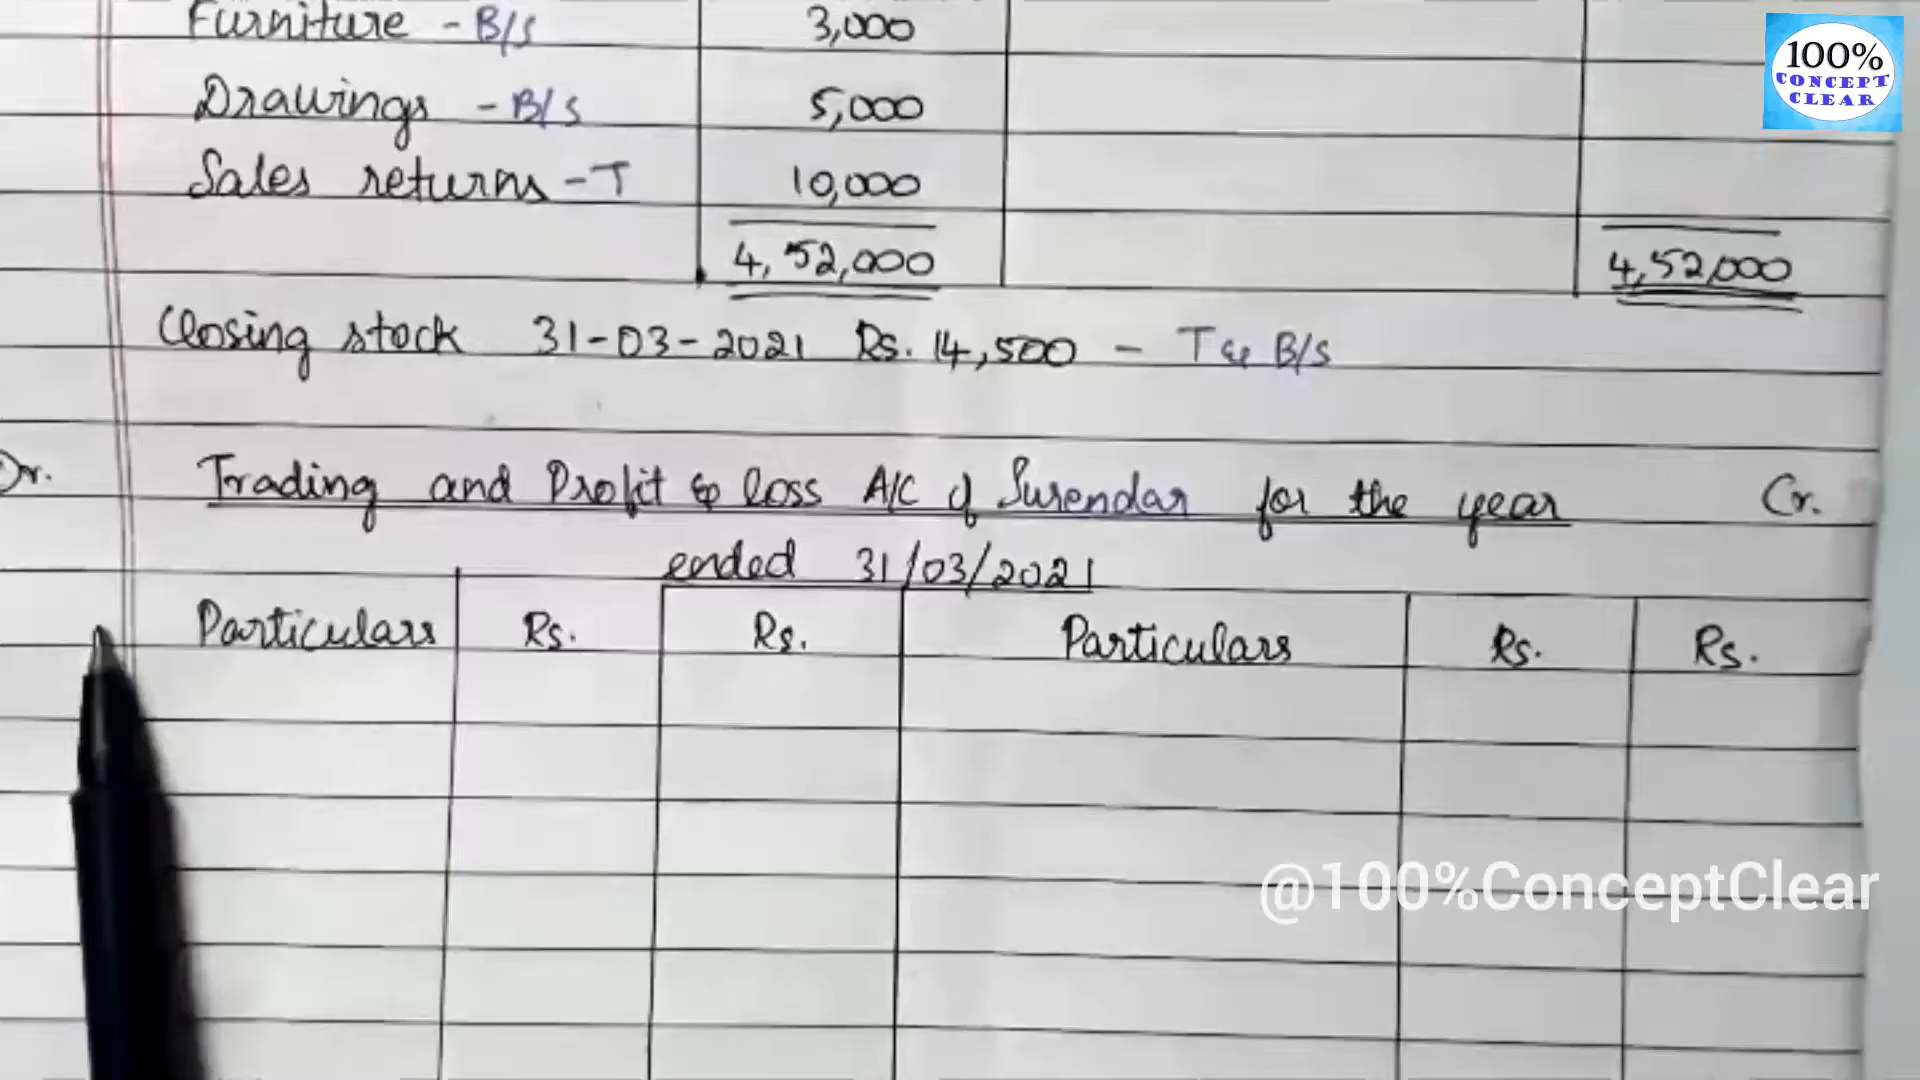 Furniture - B/S 3,000
Drawings - B/S 5,000
Sales returns - T 10,000
4,52,000 4,52,000
Closing stock 31-03-2021 Rs. 14,500 - T & B/S
Dr. Trading and Profit & loss A/C of Surendar for the year Cr.
ended 31/03/2021
Particulars Rs. Rs. Particulars Rs. Rs.
100%
CONCEPT
CLEAR
@100%ConceptClear